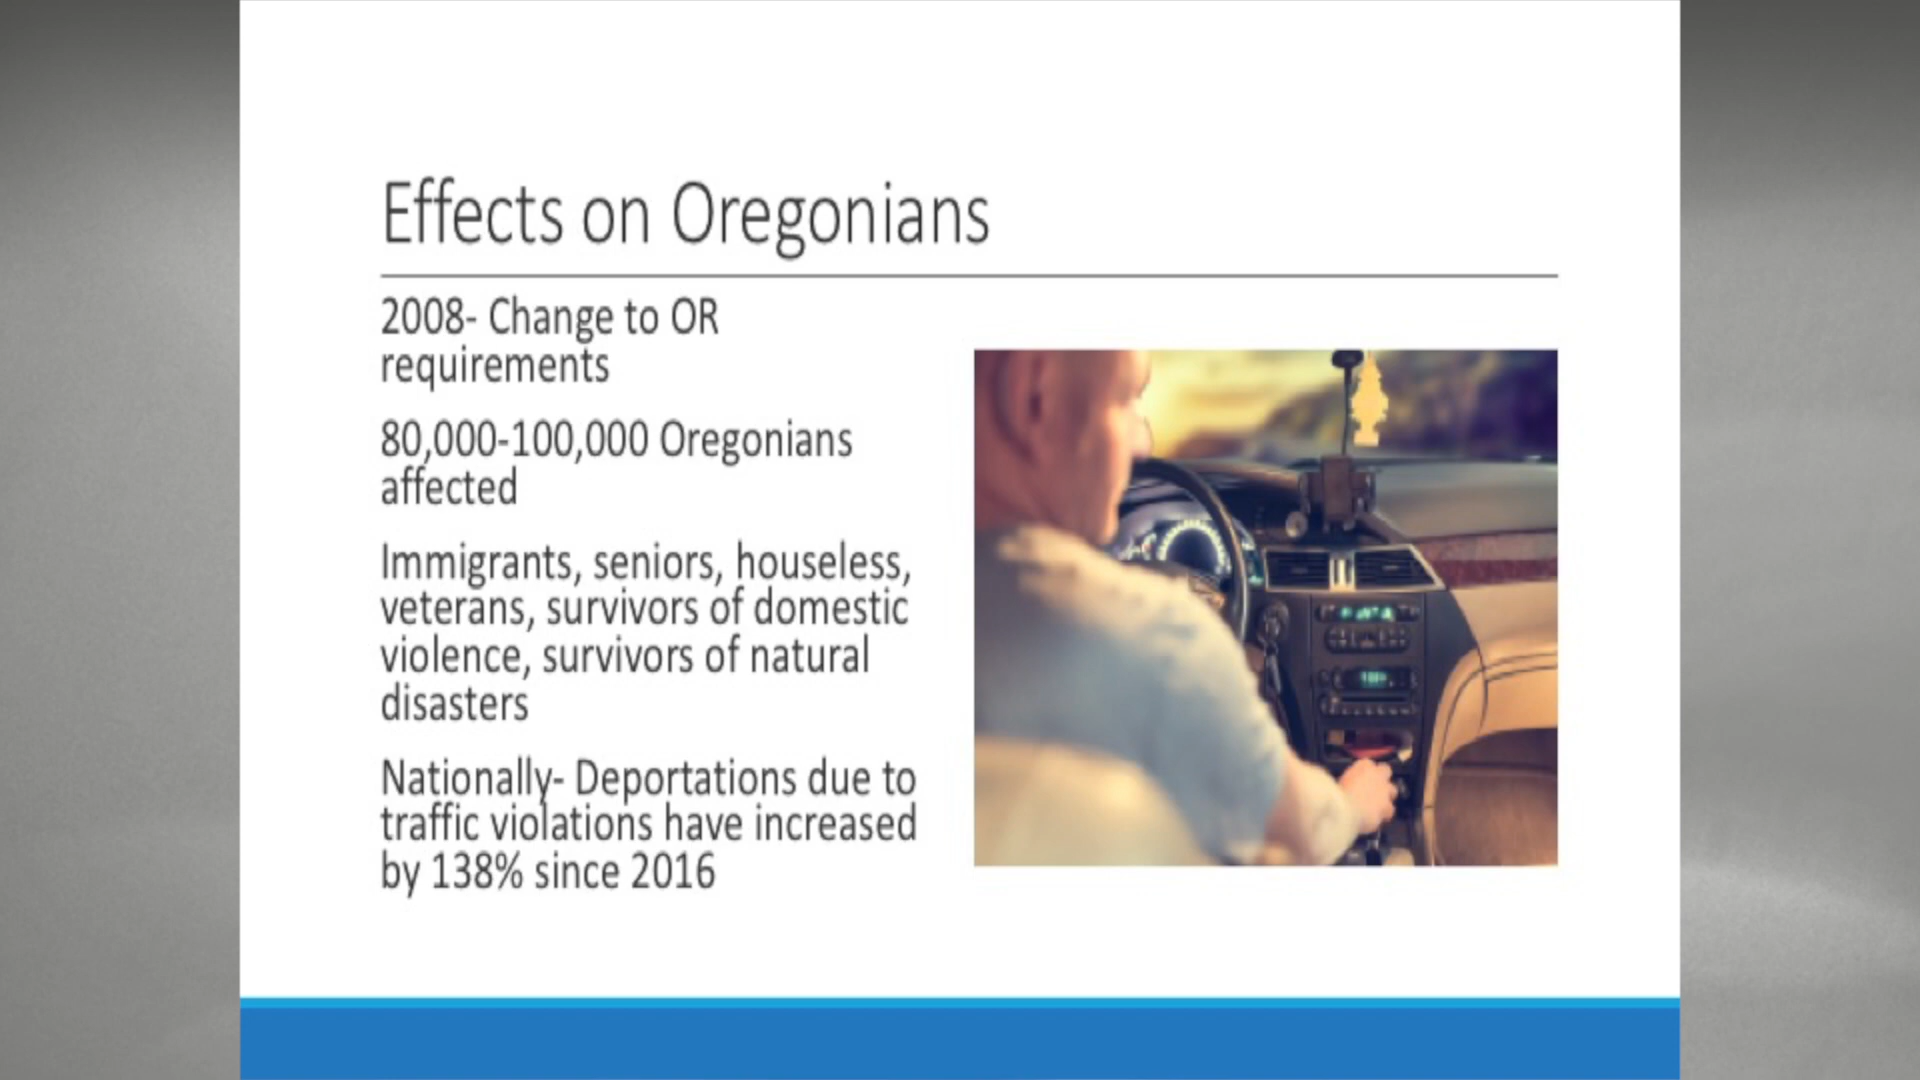 Effects on Oregonians
2008- Change to OR
requirements
80,000-100,000 Oregonians
affected
Immigrants, seniors, houseless,
veterans, survivors of domestic
violence, survivors of natural
disasters
Nationally- Deportations due to
traffic violations have increased
by 138% since 2016